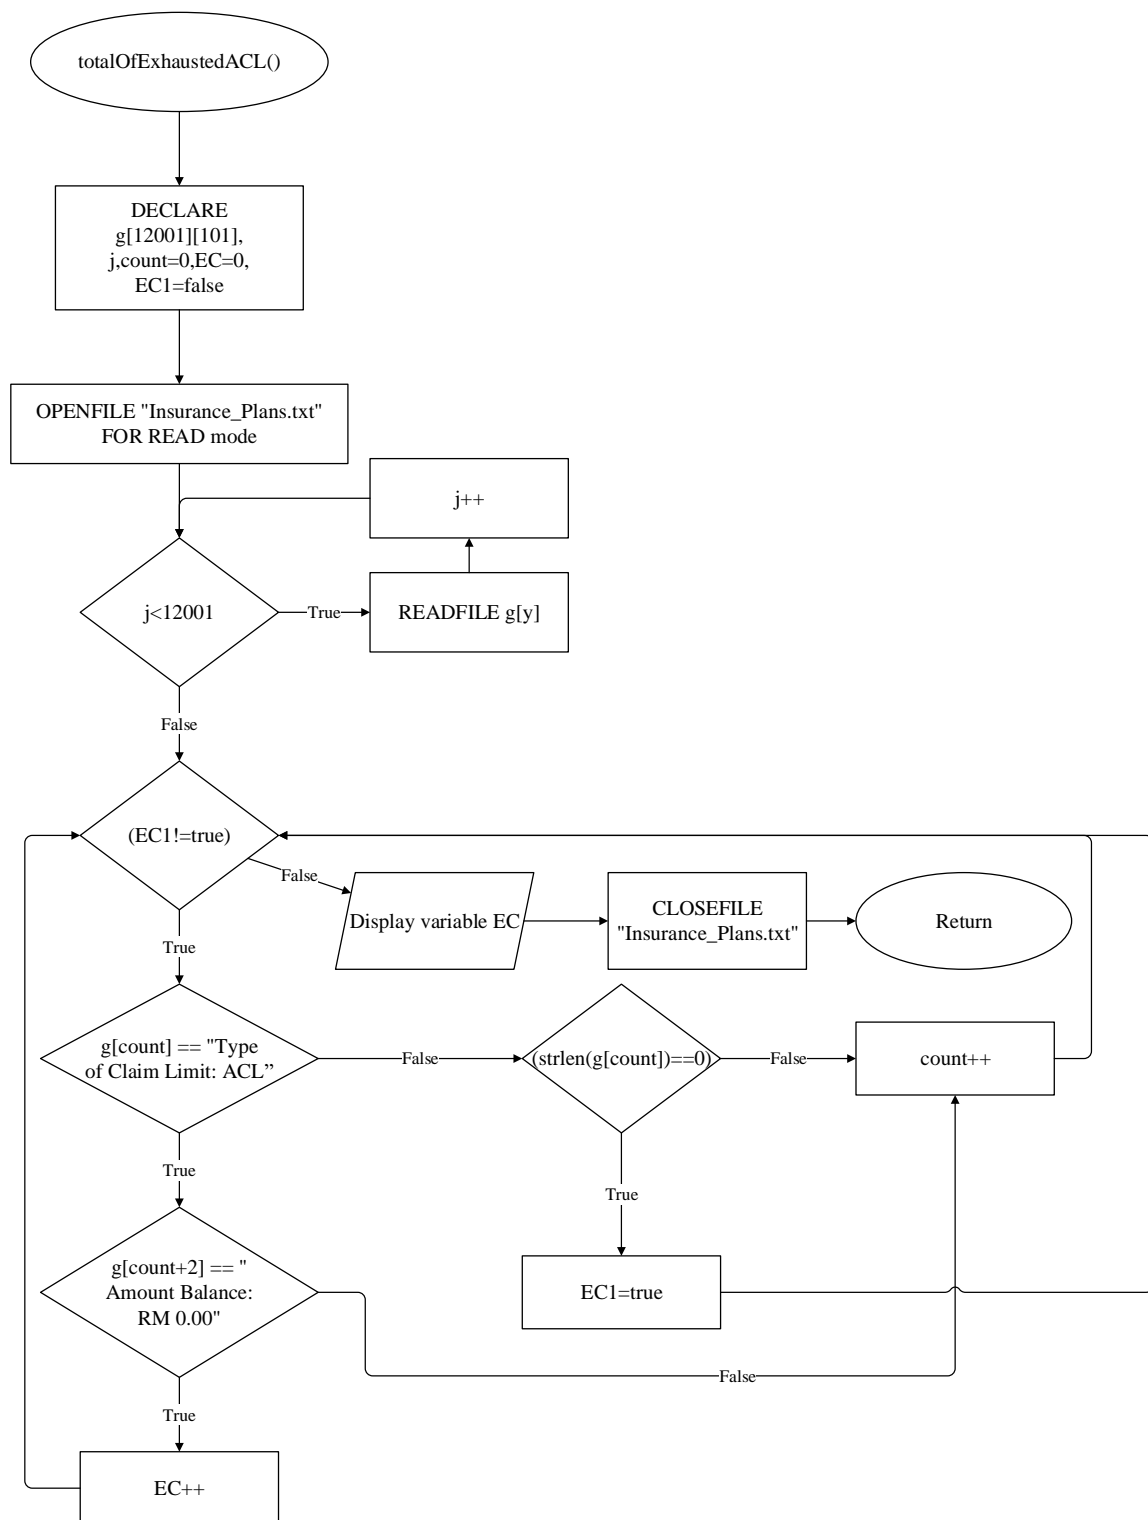 totalOfExhaustedACL()
DECLARE
g[12001][101],
j,count=0,EC=0,
EC1=false
OPENFILE "Insurance_Plans.txt"
FOR READ mode
j++
j<12001
True
READFILE g[y]
False
(EC1!=true)
False
Display variable EC
CLOSEFILE
"Insurance_Plans.txt"
Return
True
g[count] == "Type
of Claim Limit: ACL”
False
(strlen(g[count])==0)
False
count++
True
True
g[count+2] == "
Amount Balance:
RM 0.00"
EC1=true
False
True
EC++